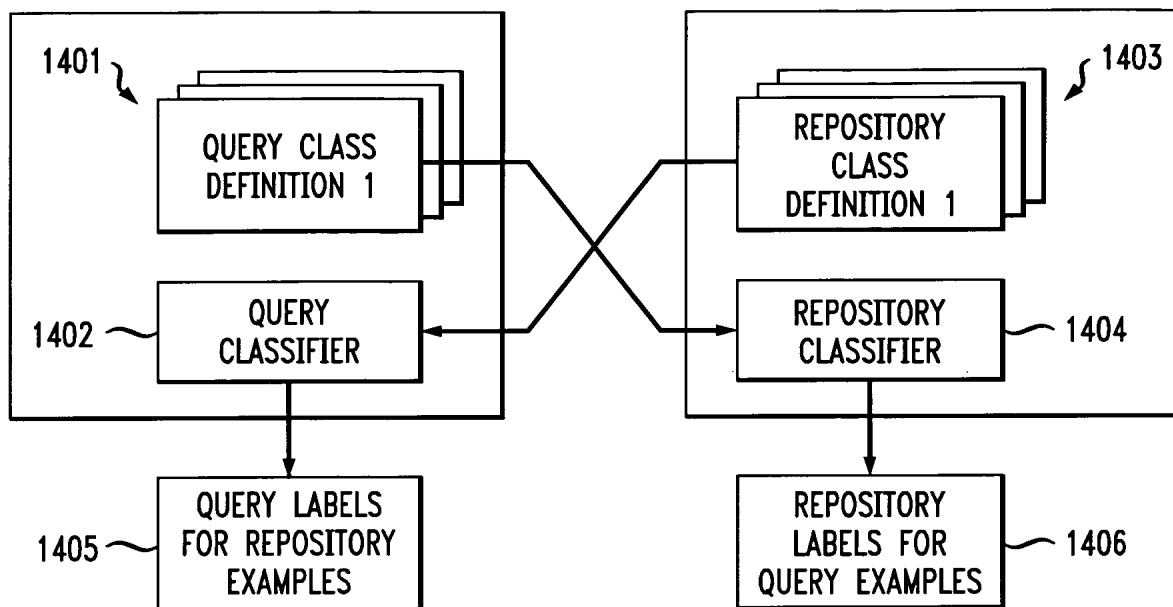 1401
QUERY CLASS
DEFINITION 1
1403
REPOSITORY
CLASS
DEFINITION 1
1402
QUERY
CLASSIFIER
REPOSITORY
CLASSIFIER
1404
1405
QUERY LABELS
FOR REPOSITORY
EXAMPLES
REPOSITORY
LABELS FOR
QUERY EXAMPLES
1406